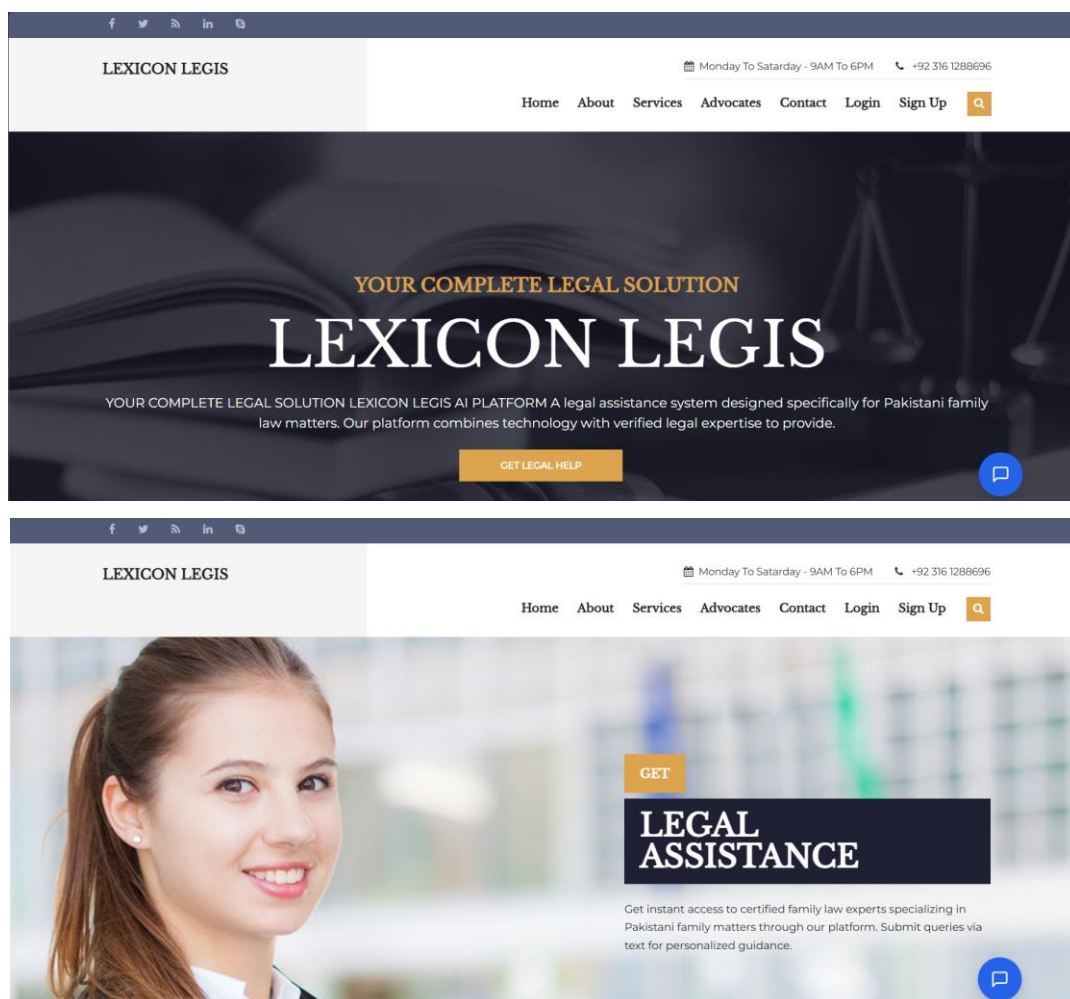 LEXICON LEGIS
Monday To Satarday - 9AM To 6PM +92 316 1288696
Home About Services Advocates Contact Login Sign Up
YOUR COMPLETE LEGAL SOLUTION
LEXICON LEGIS
YOUR COMPLETE LEGAL SOLUTION LEXICON LEGIS AI PLATFORM A legal assistance system designed specifically for Pakistani family
law matters. Our platform combines technology with verified legal expertise to provide.
GET LEGAL HELP
LEXICON LEGIS
Monday To Satarday - 9AM To 6PM +92 316 1288696
Home About Services Advocates Contact Login Sign Up
GET
LEGAL
ASSISTANCE
Get instant access to certified family law experts specializing in
Pakistani family matters through our platform. Submit queries via
text for personalized guidance.